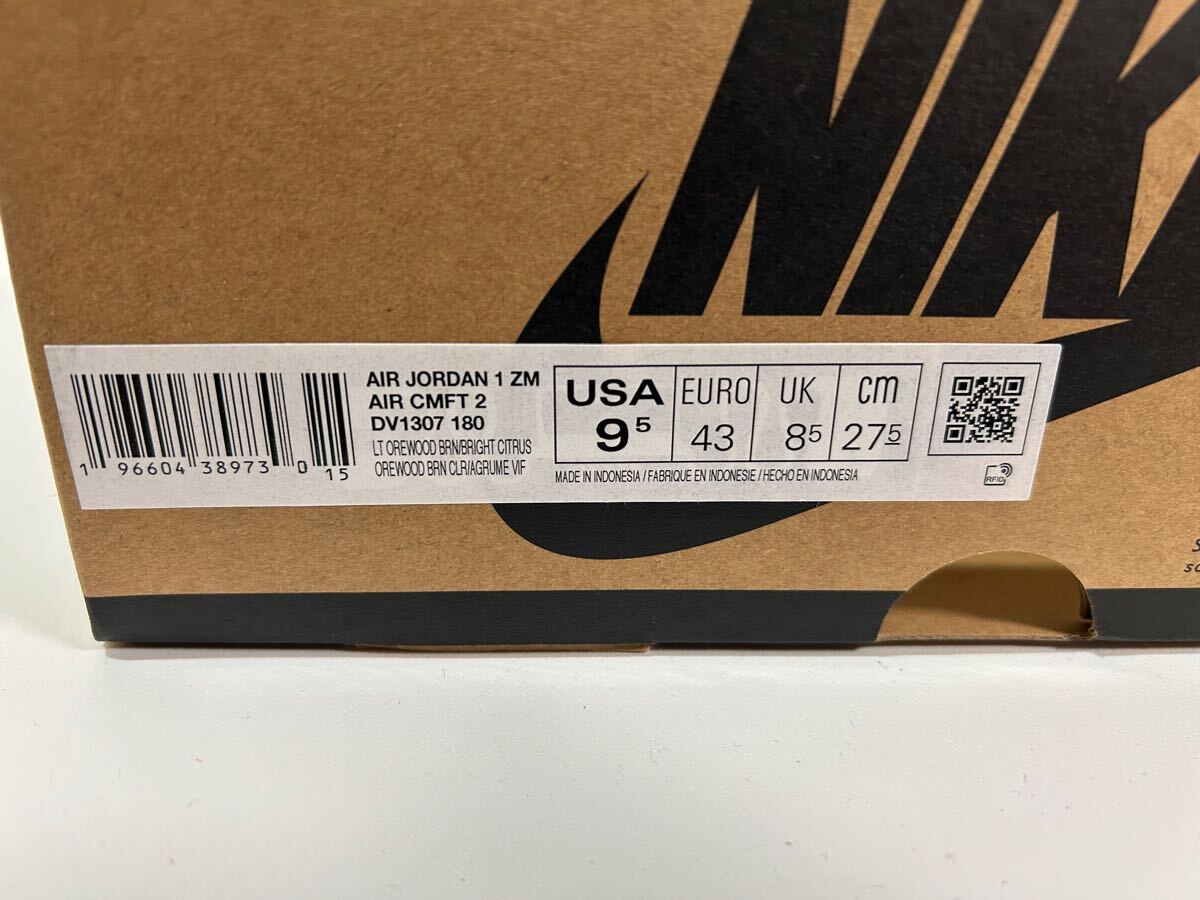 NIK
AIR JORDAN 1 ZM
AIR CMFT 2
DV1307 180
LT OREWOOD BRN/BRIGHT CITRUS
OREWOOD BRN CLR/AGRUME VIF
1 96604 38973 0 15
USA EURO UK cm
9 5 43 8 5 27 5
MADE IN INDONESIA / FABRIQUE EN INDONESIE / HECHO EN INDONESIA
RFID